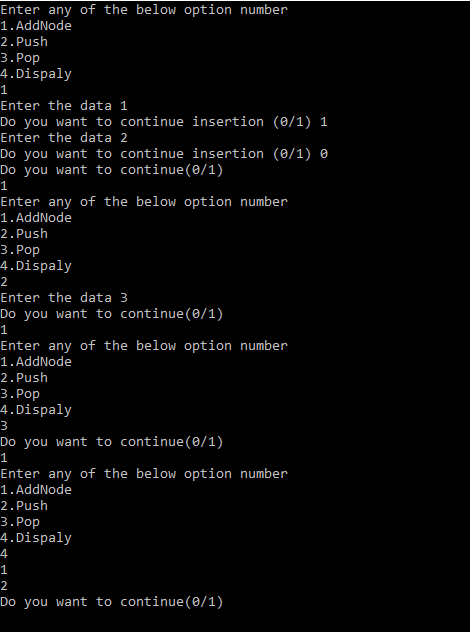 Enter any of the below option number
1.AddNode
2.Push
3.Pop
4.Dispaly
1
Enter the data 1
Do you want to continue insertion (0/1) 1
Enter the data 2
Do you want to continue insertion (0/1) 0
Do you want to continue(0/1)
1
Enter any of the below option number
1.AddNode
2.Push
3.Pop
4.Dispaly
2
Enter the data 3
Do you want to continue(0/1)
1
Enter any of the below option number
1.AddNode
2.Push
3.Pop
4.Dispaly
3
Do you want to continue(0/1)
1
Enter any of the below option number
1.AddNode
2.Push
3.Pop
4.Dispaly
4
1
2
Do you want to continue(0/1)